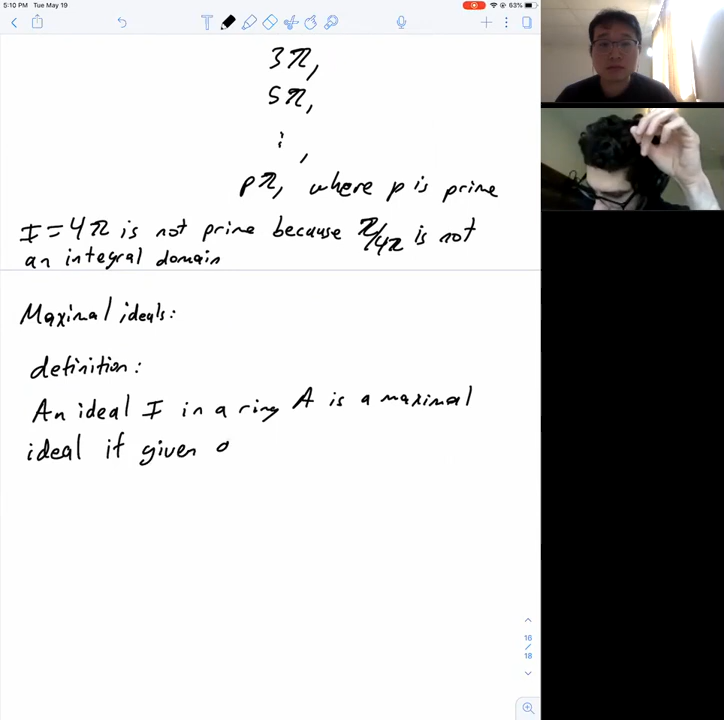 5:10 PM Tue May 19
63%
3ℤ,
5ℤ,
⋮,
pℤ, where p is prime
I = 4ℤ is not prime because ℤ/4ℤ is not
an integral domain
Maximal ideals:
definition:
An ideal I in a ring A is a maximal
ideal if given
16
/
18